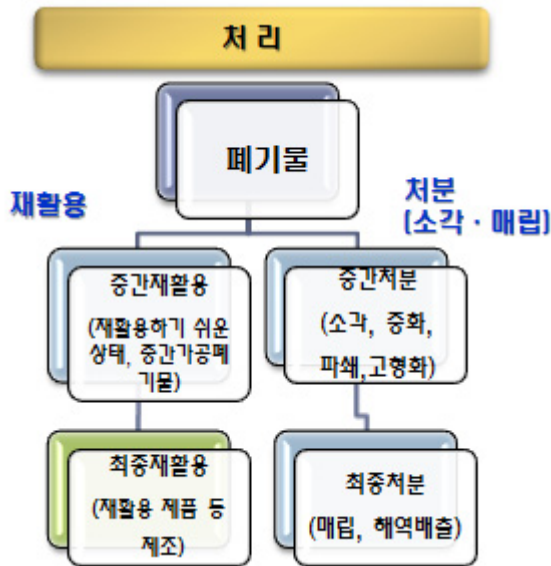 처 리
폐기물
재활용
처분
(소각 · 매립)
중간재활용
(재활용하기 쉬운
상태, 중간가공폐
기물)
중간처분
(소각, 중화,
파쇄,고형화)
최종재활용
(재활용 제품 등
제조)
최종처분
(매립, 해역배출)